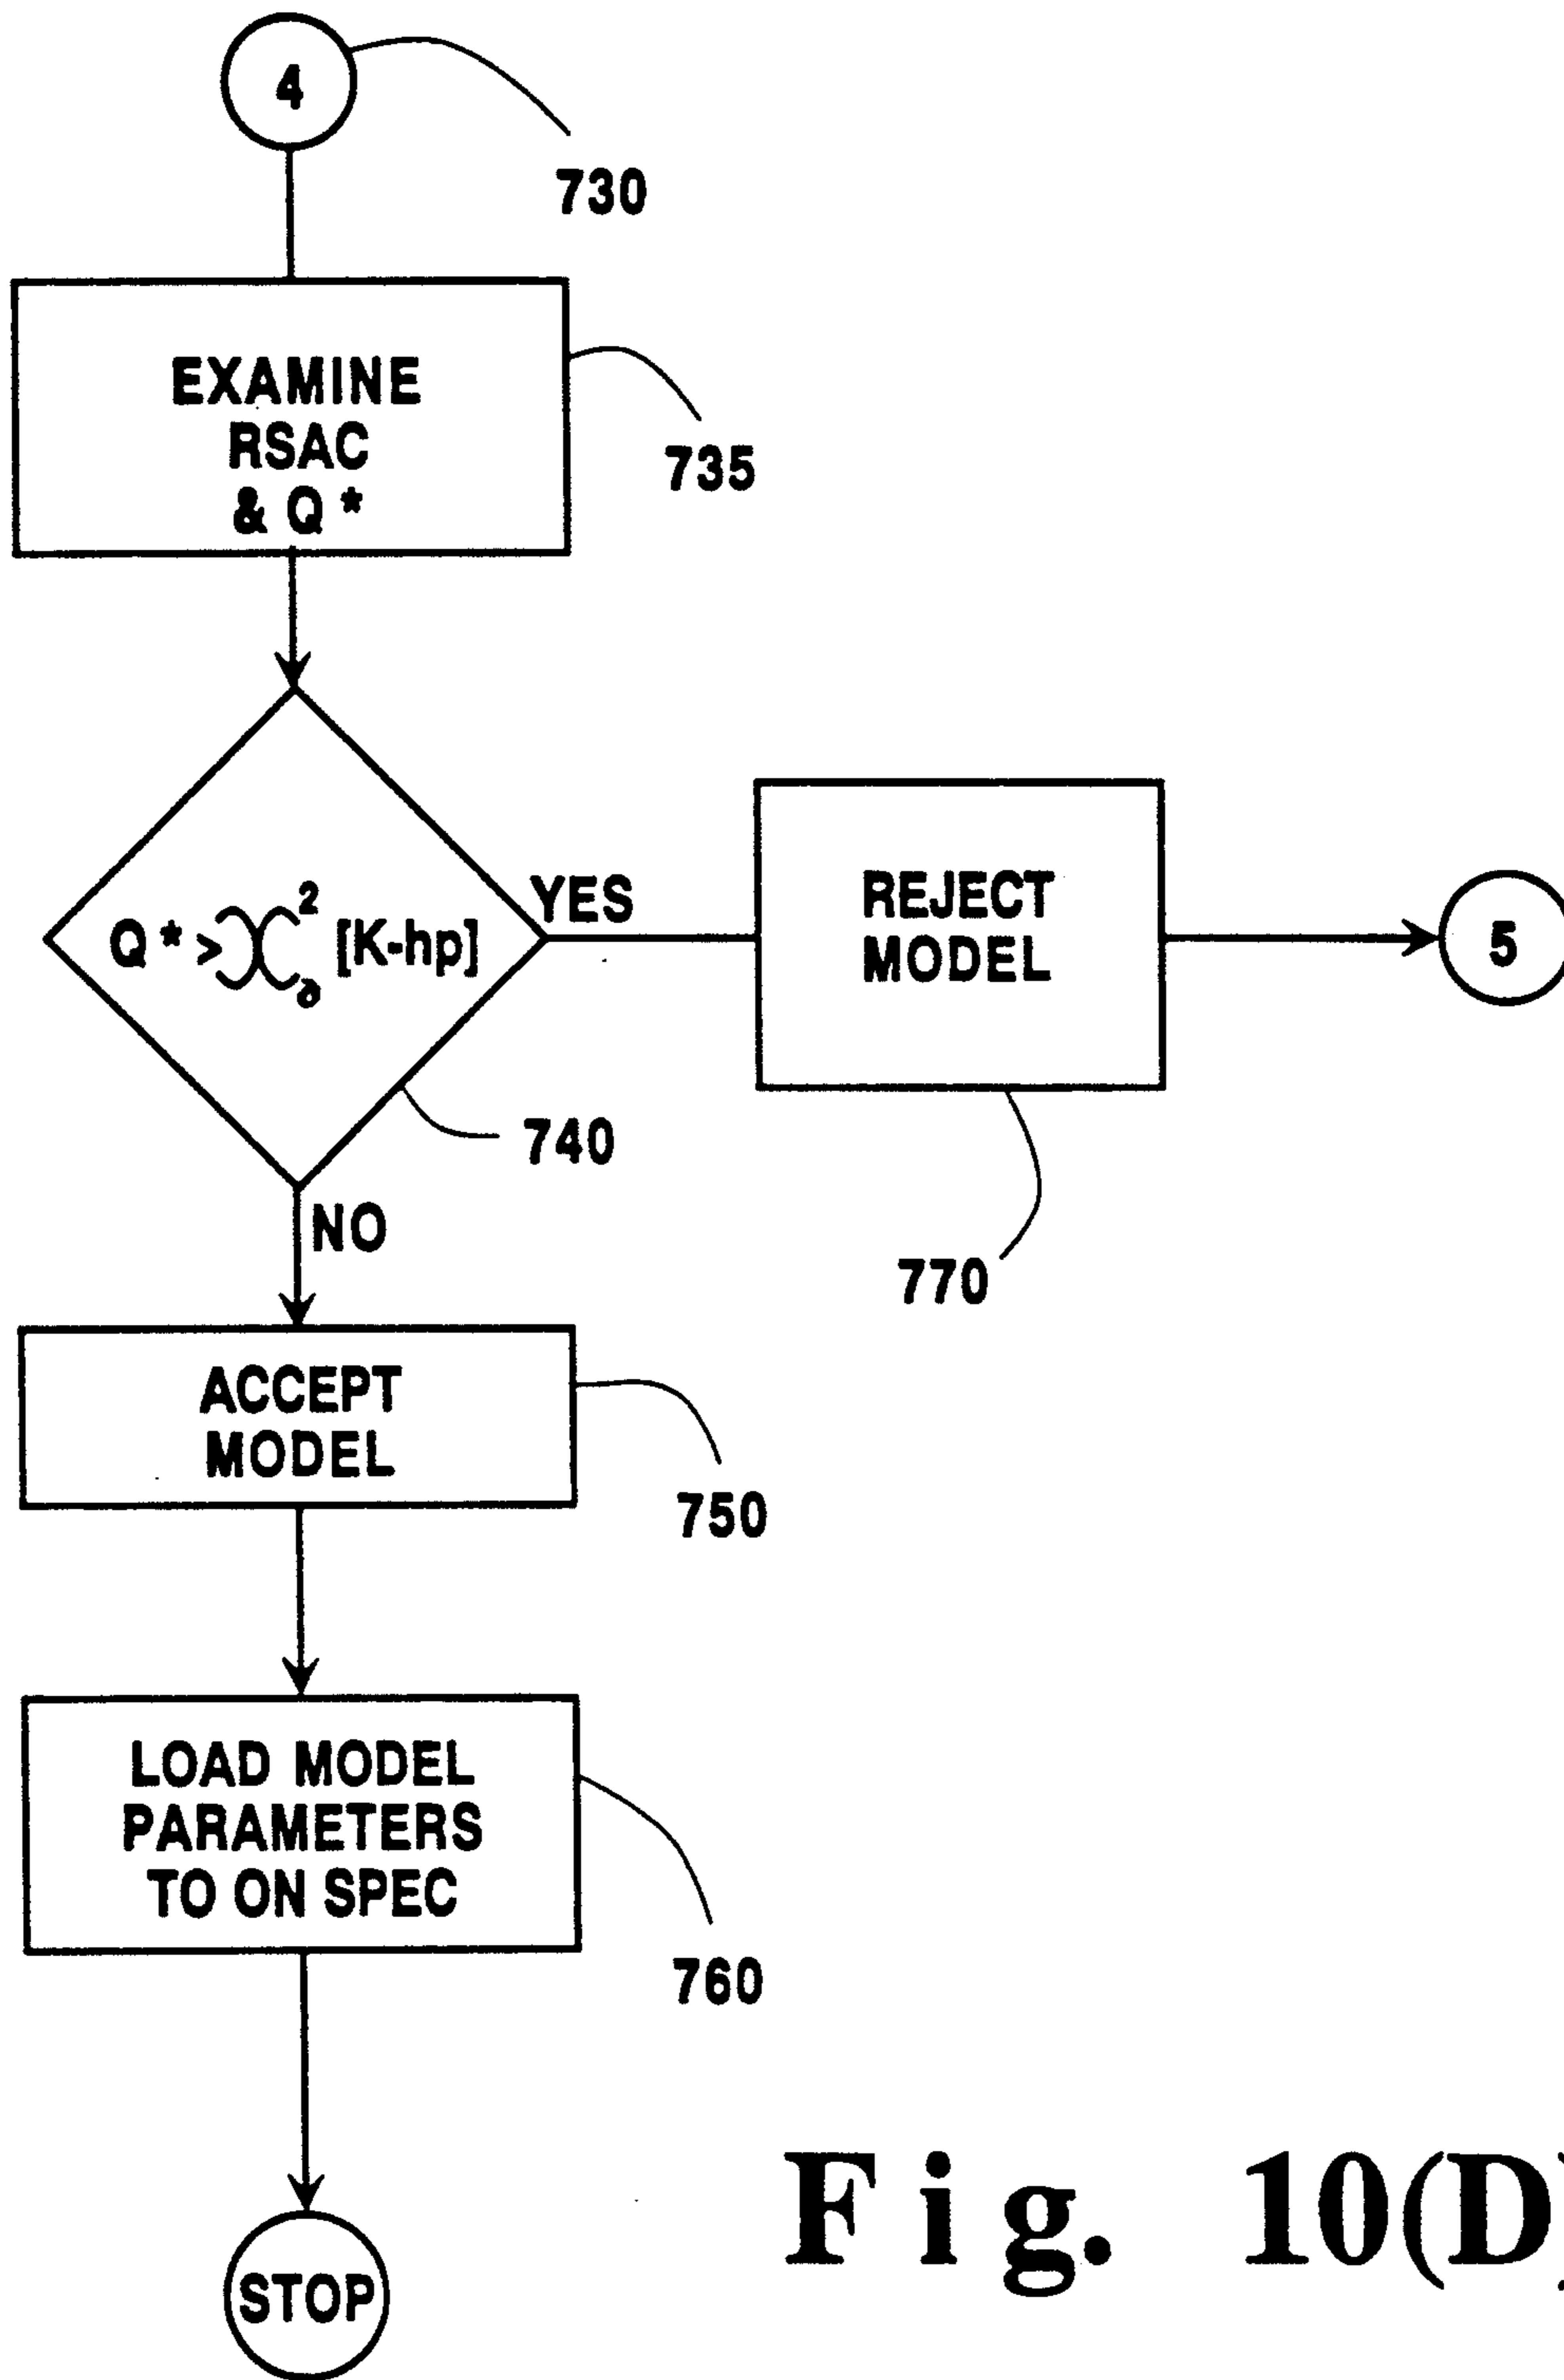 4
730
EXAMINE
RSAC
& Q *
735
Q * > χ²ₐ [K-hp]
YES
REJECT
MODEL
5
740
NO
770
ACCEPT
MODEL
750
LOAD MODEL
PARAMETERS
TO ON SPEC
760
STOP
Fig. 10(D)